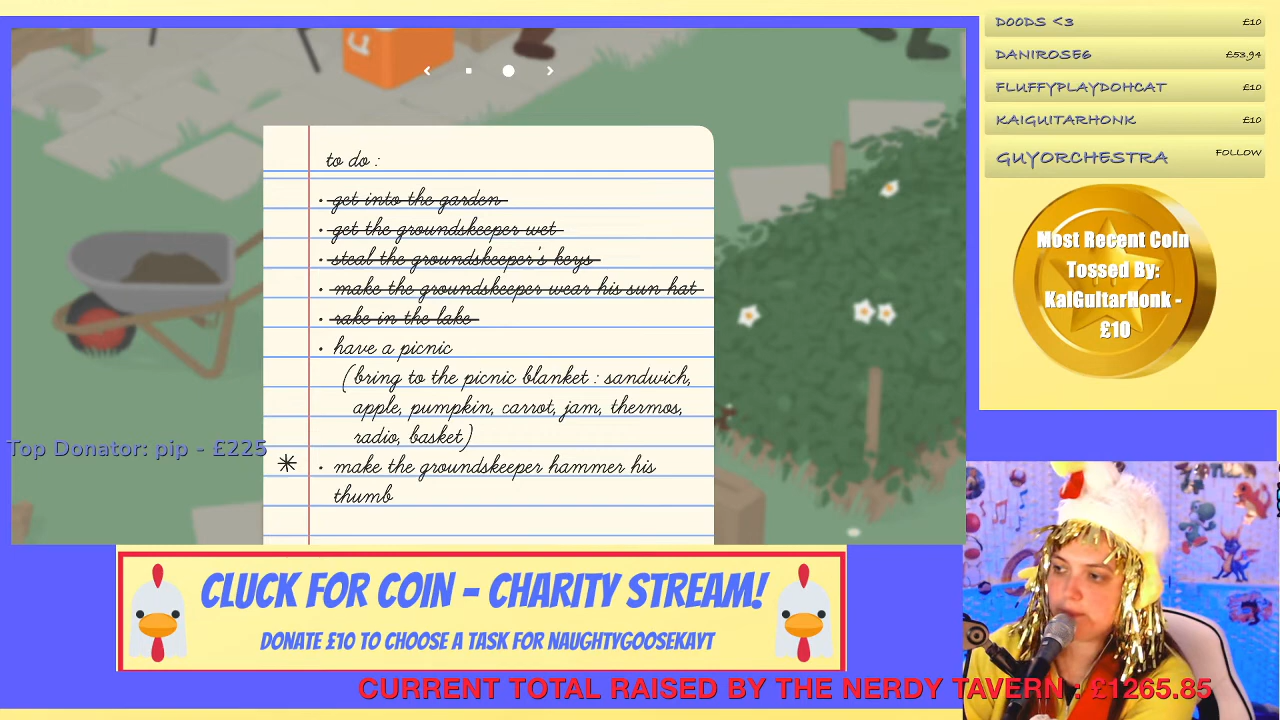 DOODS <3 £10
DANIROSE6 £53.94
FLUFFYPLAYDOHCAT £10
KAIGUITARHONK £10
GUYORCHESTRA FOLLOW
Most Recent Coin
Tossed By:
KaiGuitarHonk -
£10
to do :
· get into the garden
· get the groundskeeper wet
· steal the groundskeeper's keys
· make the groundskeeper wear his sun hat
· rake in the lake
· have a picnic
(bring to the picnic blanket : sandwich,
apple, pumpkin, carrot, jam, thermos,
radio, basket)
· make the groundskeeper hammer his
thumb
Top Donator: pip - £225
CLUCK FOR COIN - CHARITY STREAM!
DONATE £10 TO CHOOSE A TASK FOR NAUGHTYGOOSEKAYT
CURRENT TOTAL RAISED BY THE NERDY TAVERN : £1265.85